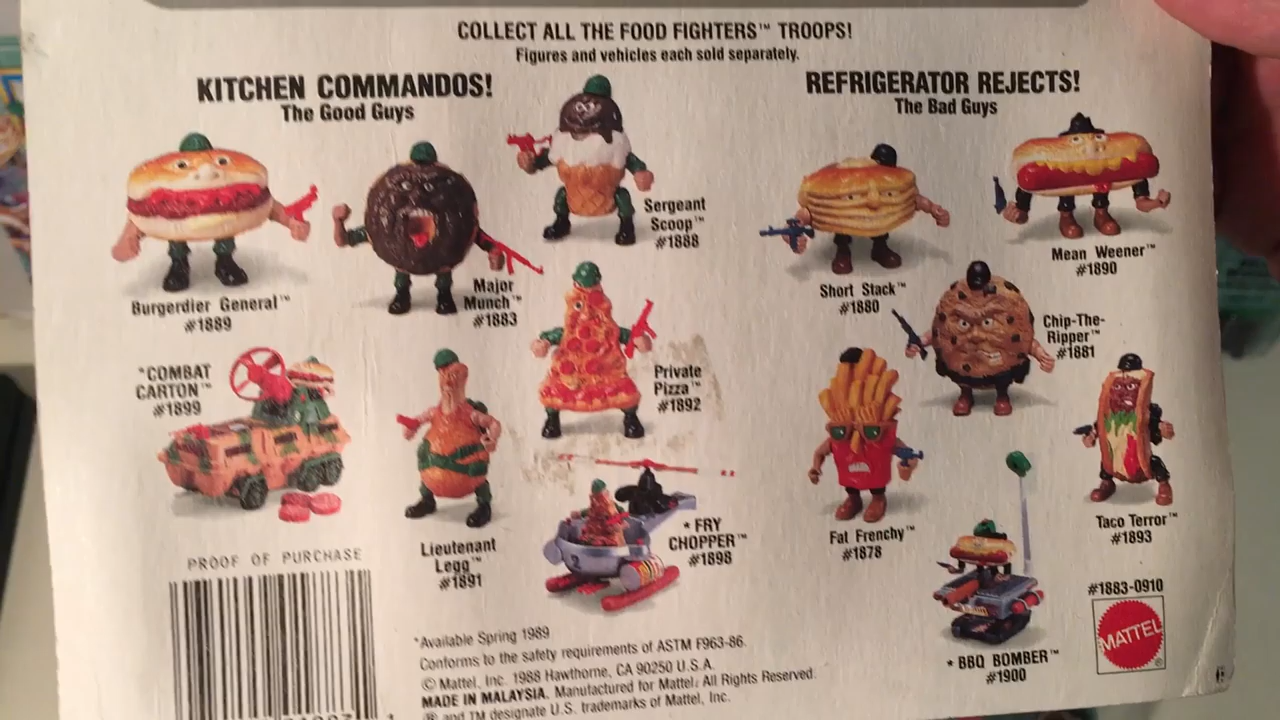 COLLECT ALL THE FOOD FIGHTERS™ TROOPS!
Figures and vehicles each sold separately.
KITCHEN COMMANDOS!
The Good Guys
Burgerdier General™
#1889
Major
Munch™
#1883
Sergeant
Scoop™
#1888
*COMBAT
CARTON™
#1899
Lieutenant
Legg™
#1891
Private
Pizza™
#1892
*FRY
CHOPPER™
#1898
REFRIGERATOR REJECTS!
The Bad Guys
Short Stack™
#1880
Mean Weener™
#1890
Chip-The-
Ripper™
#1881
Fat Frenchy™
#1878
Taco Terror™
#1893
*BBQ BOMBER™
#1900
#1883-0910
MATTEL
®
PROOF OF PURCHASE
*Available Spring 1989
Conforms to the safety requirements of ASTM F963-86.
© Mattel, Inc. 1988 Hawthorne, CA 90250 U.S.A.
MADE IN MALAYSIA. Manufactured for Mattel. All Rights Reserved.
® and TM designate U.S. trademarks of Mattel, Inc.